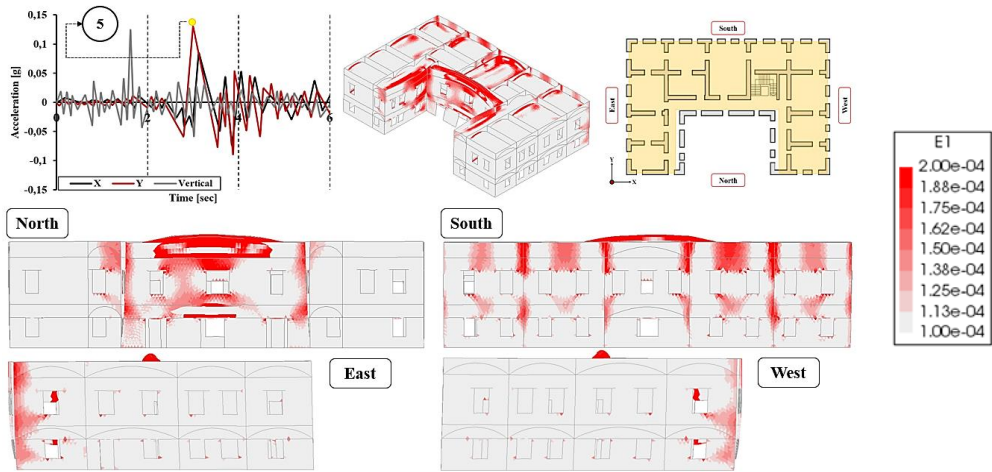 5
0,15
0,1
0,05
0
-0,05
-0,1
-0,15
Acceleration [g]
0
2
4
6
X
Y
Vertical
Time [sec]
South
East
West
North
Y
X
E1
2.00e-04
1.88e-04
1.75e-04
1.62e-04
1.50e-04
1.38e-04
1.25e-04
1.13e-04
1.00e-04
North
South
East
West